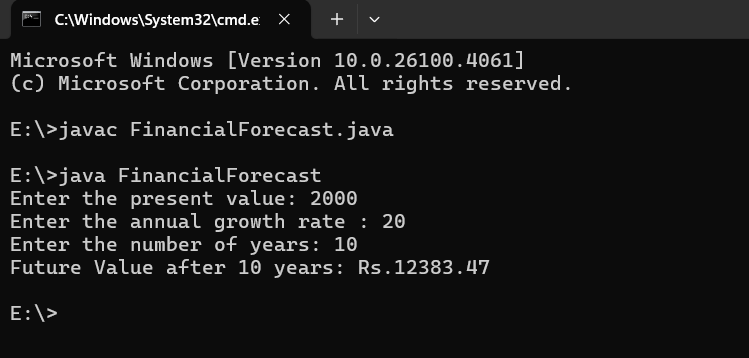 C:\Windows\System32\cmd.e
Microsoft Windows [Version 10.0.26100.4061]
(c) Microsoft Corporation. All rights reserved.
E:\>javac FinancialForecast.java
E:\>java FinancialForecast
Enter the present value: 2000
Enter the annual growth rate : 20
Enter the number of years: 10
Future Value after 10 years: Rs.12383.47
E:\>